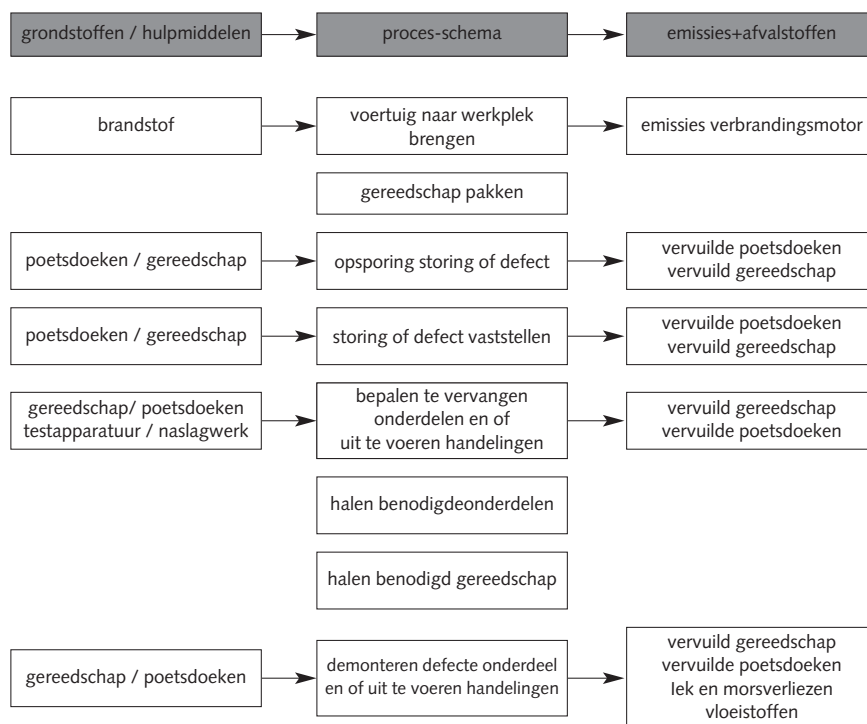 grondstoffen / hulpmiddelen
proces-schema
emissies+afvalstoffen
brandstof
voertuig naar werkplek
brengen
emissies verbrandingsmotor
gereedschap pakken
poetsdoeken / gereedschap
opsporing storing of defect
vervuilde poetsdoeken
vervuild gereedschap
poetsdoeken / gereedschap
storing of defect vaststellen
vervuilde poetsdoeken
vervuild gereedschap
gereedschap/ poetsdoeken
testapparatuur / naslagwerk
bepalen te vervangen
onderdelen en of
uit te voeren handelingen
vervuild gereedschap
vervuilde poetsdoeken
halen benodigdeonderdelen
halen benodigd gereedschap
gereedschap / poetsdoeken
demonteren defecte onderdeel
en of uit te voeren handelingen
vervuild gereedschap
vervuilde poetsdoeken
lek en morsverliezen
vloeistoffen